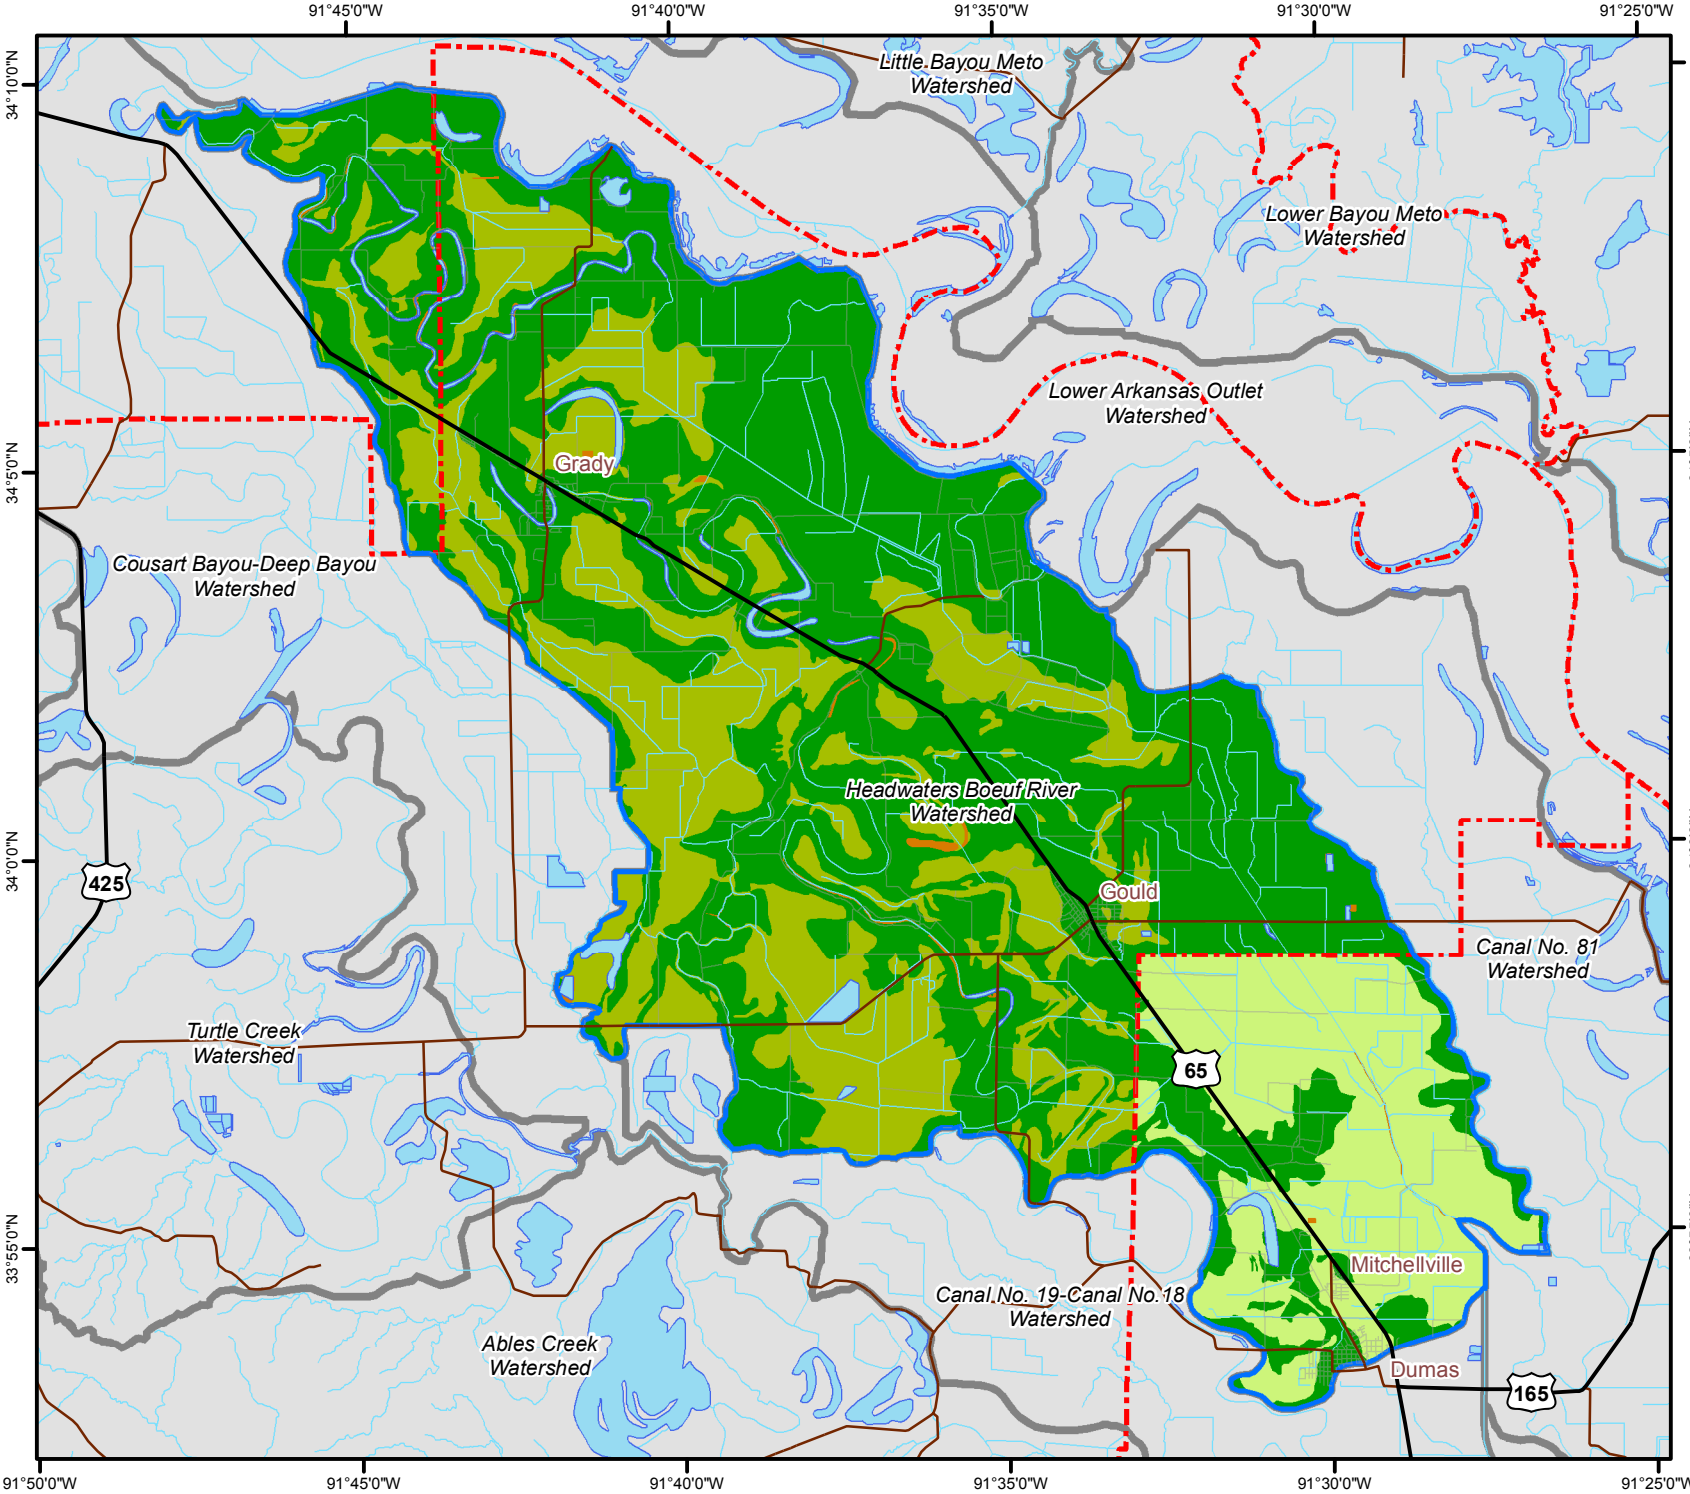 91°45'0"W
91°40'0"W
91°35'0"W
91°30'0"W
91°25'0"W
34°10'0"N
Little Bayou Meto
Watershed
Lower Bayou Meto
Watershed
Lower Arkansas Outlet
Watershed
34°5'0"N
Grady
Cousart Bayou-Deep Bayou
Watershed
Headwaters Boeuf River
Watershed
34°0'0"N
425
Gould
Canal No. 81
Watershed
Turtle Creek
Watershed
65
33°55'0"N
Mitchellville
Canal No. 19-Canal No.18
Watershed
Ables Creek
Watershed
Dumas
165
91°50'0"W
91°45'0"W
91°40'0"W
91°35'0"W
91°30'0"W
91°25'0"W